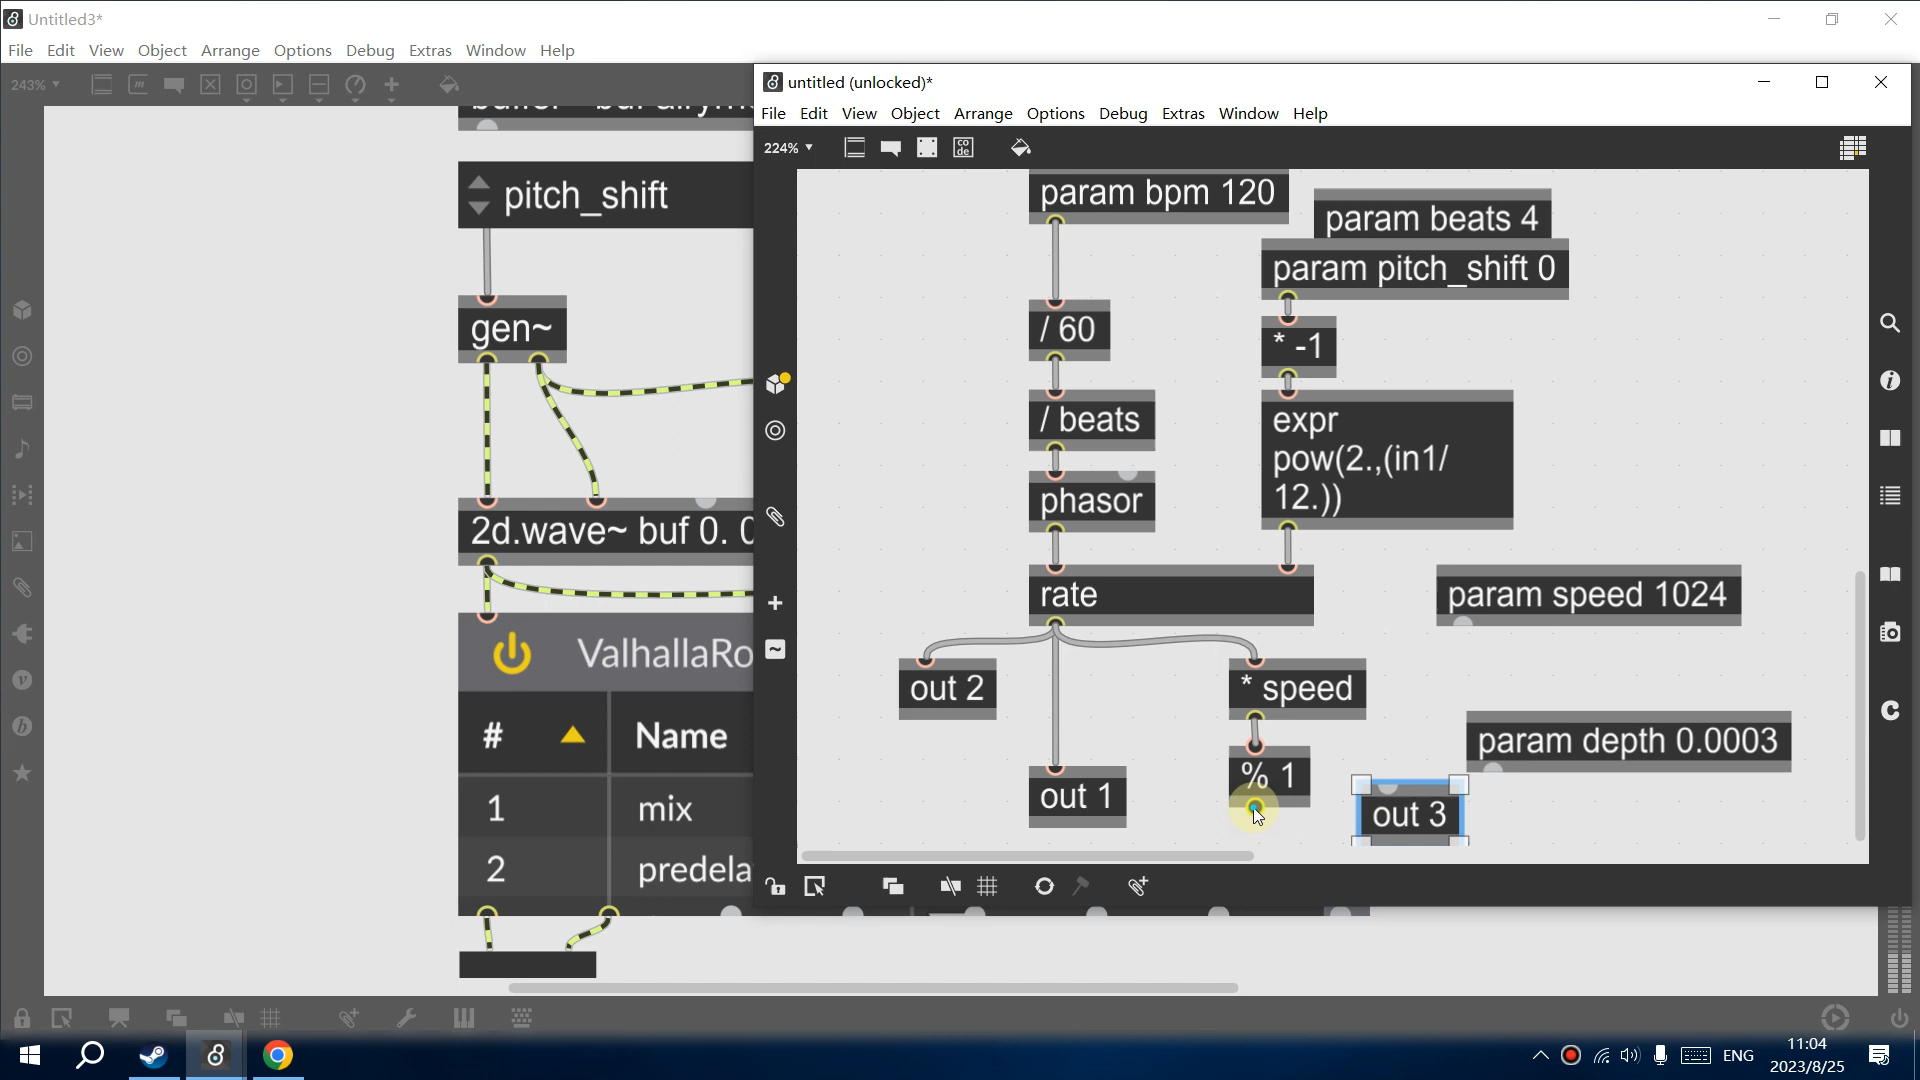 Untitled3*
File Edit View Object Arrange Options Debug Extras Window Help
243%
untitled (unlocked)*
File Edit View Object Arrange Options Debug Extras Window Help
224%
code
param bpm 120
param beats 4
pitch_shift
param pitch_shift 0
gen~
/ 60
* -1
/ beats
expr
pow(2.,(in1/
12.))
phasor
2d.wave~ buf 0.
rate
param speed 1024
ValhallaRo
out 2
* speed
# Name
param depth 0.0003
% 1
1 mix
out 1
out 3
2 predela
ENG
11:04
2023/8/25